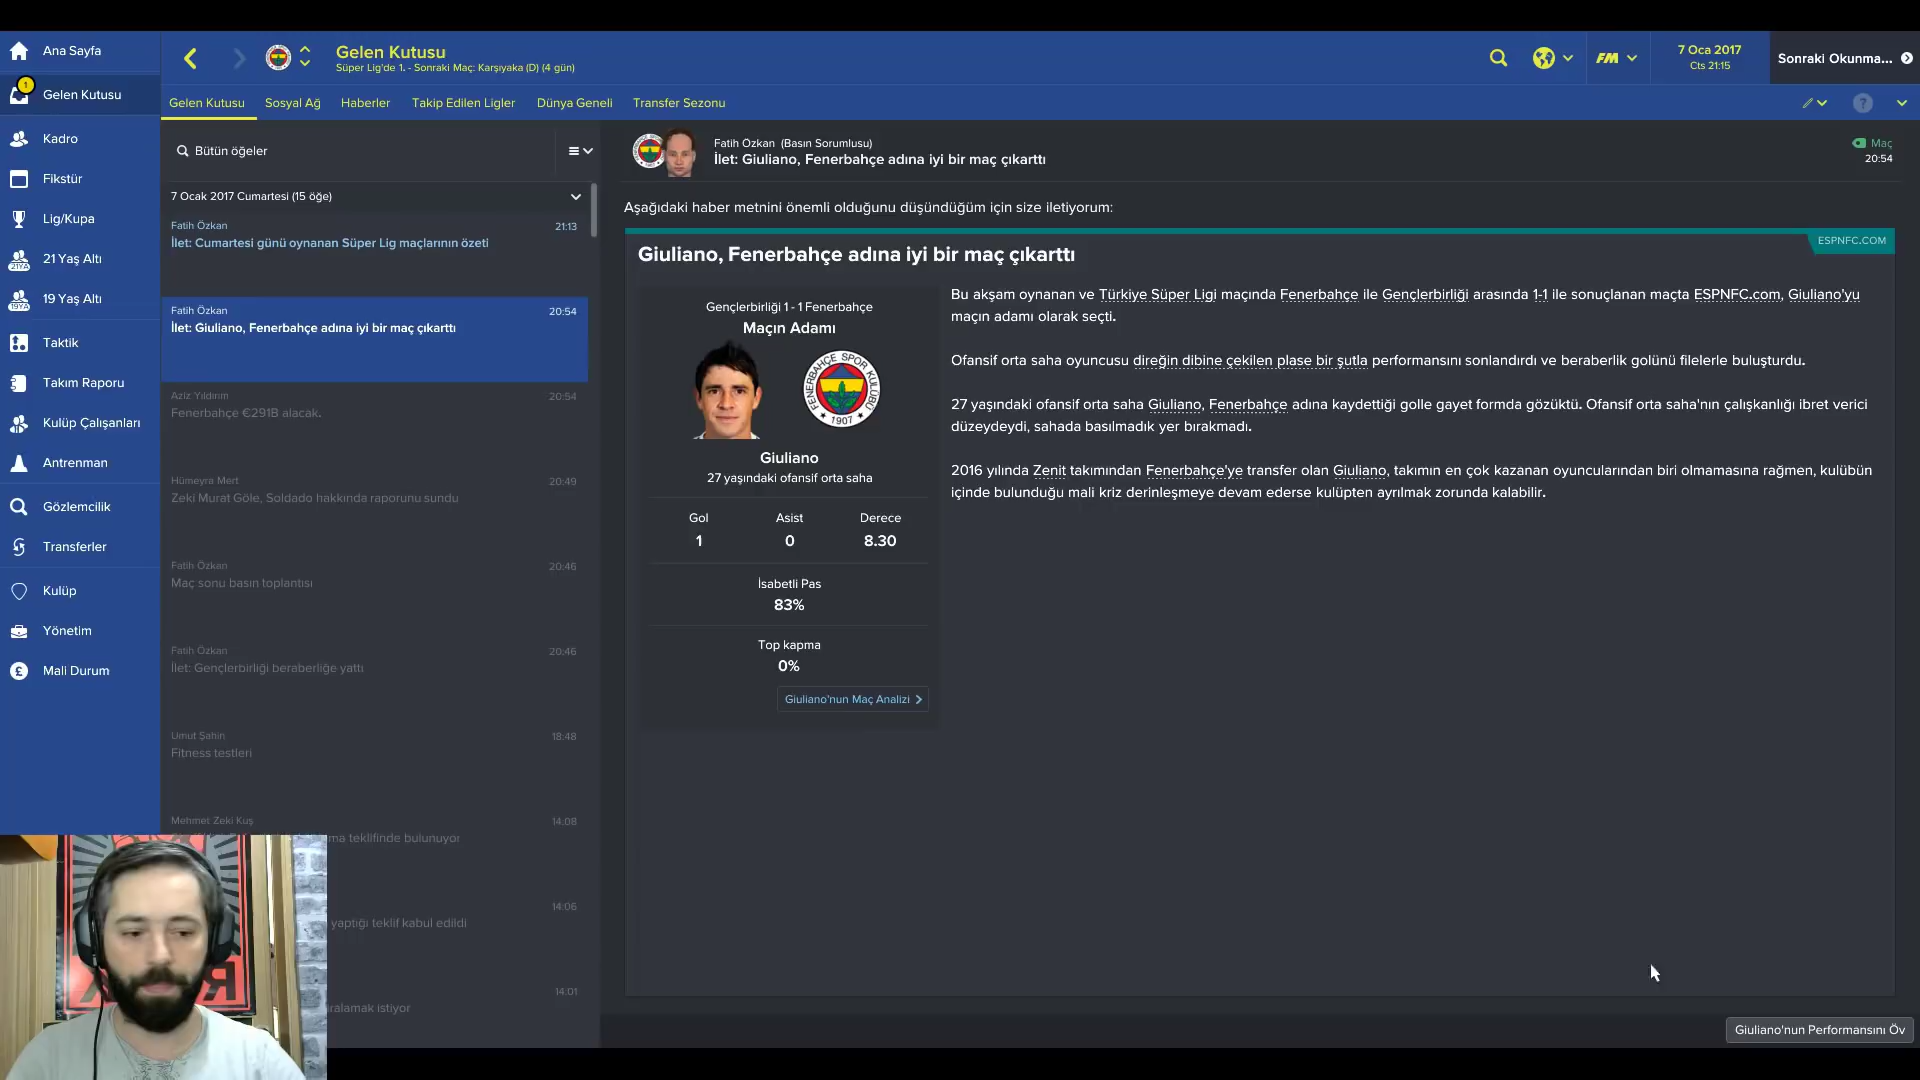 Ana Sayfa
1
Gelen Kutusu
Kadro
Fikstür
Lig/Kupa
21 Yaş Altı
21YA
19 Yaş Altı
19YA
Taktik
Takım Raporu
Kulüp Çalışanları
Antrenman
Gözlemcilik
Transferler
Kulüp
Yönetim
Mali Durum
Gelen Kutusu
Süper Lig'de 1. - Sonraki Maç: Karşıyaka (D) (4 gün)
FM
7 Oca 2017
Cts 21:15
Sonraki Okunma...
Gelen Kutusu Sosyal Ağ Haberler Takip Edilen Ligler Dünya Geneli Transfer Sezonu
?
Bütün öğeler
7 Ocak 2017 Cumartesi (15 öğe)
Fatih Özkan 21:13
İlet: Cumartesi günü oynanan Süper Lig maçlarının özeti
Fatih Özkan 20:54
İlet: Giuliano, Fenerbahçe adına iyi bir maç çıkarttı
Aziz Yıldırım 20:54
Fenerbahçe €291B alacak.
Hümeyra Mert 20:49
Zeki Murat Göle, Soldado hakkında raporunu sundu
Fatih Özkan 20:46
Maç sonu basın toplantısı
Fatih Özkan 20:46
İlet: Gençlerbirliği beraberliğe yattı
Umut Şahin 18:48
Fitness testleri
Mehmet Zeki Kuş 14:08
ma teklifinde bulunuyor
14:06
yaptığı teklif kabul edildi
14:01
iralamak istiyor
Fatih Özkan (Basın Sorumlusu)
İlet: Giuliano, Fenerbahçe adına iyi bir maç çıkarttı
Maç
20:54
Aşağıdaki haber metnini önemli olduğunu düşündüğüm için size iletiyorum:
ESPNFC.COM
Giuliano, Fenerbahçe adına iyi bir maç çıkarttı
Gençlerbirliği 1 - 1 Fenerbahçe
Maçın Adamı
FENERBAHÇE SPOR KULÜBÜ
1907
Giuliano
27 yaşındaki ofansif orta saha
Gol Asist Derece
1 0 8.30
İsabetli Pas
83%
Top kapma
0%
Giuliano'nun Maç Analizi
Bu akşam oynanan ve Türkiye Süper Ligi maçında Fenerbahçe ile Gençlerbirliği arasında 1-1 ile sonuçlanan maçta ESPNFC.com, Giuliano'yu
maçın adamı olarak seçti.
Ofansif orta saha oyuncusu direğin dibine çekilen plase bir şutla performansını sonlandırdı ve beraberlik golünü filelerle buluşturdu.
27 yaşındaki ofansif orta saha Giuliano, Fenerbahçe adına kaydettiği golle gayet formda gözüktü. Ofansif orta saha'nın çalışkanlığı ibret verici
düzeydeydi, sahada basılmadık yer bırakmadı.
2016 yılında Zenit takımından Fenerbahçe'ye transfer olan Giuliano, takımın en çok kazanan oyuncularından biri olmamasına rağmen, kulübün
içinde bulunduğu mali kriz derinleşmeye devam ederse kulüpten ayrılmak zorunda kalabilir.
Giuliano'nun Performansını Öv